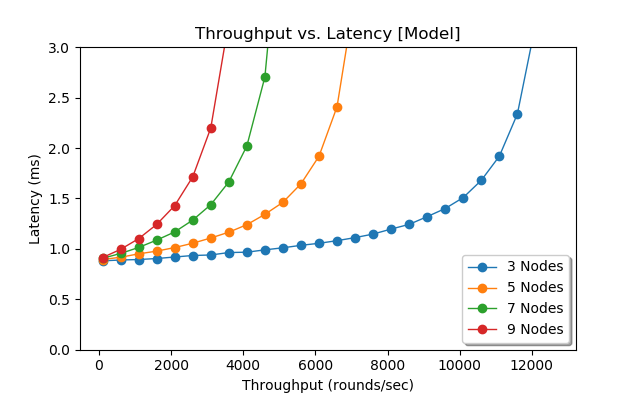 Throughput vs. Latency [Model]
Latency (ms)
3.0
2.5
2.0
1.5
1.0
0.5
0.0
3 Nodes
5 Nodes
7 Nodes
9 Nodes
0 2000 4000 6000 8000 10000 12000
Throughput (rounds/sec)